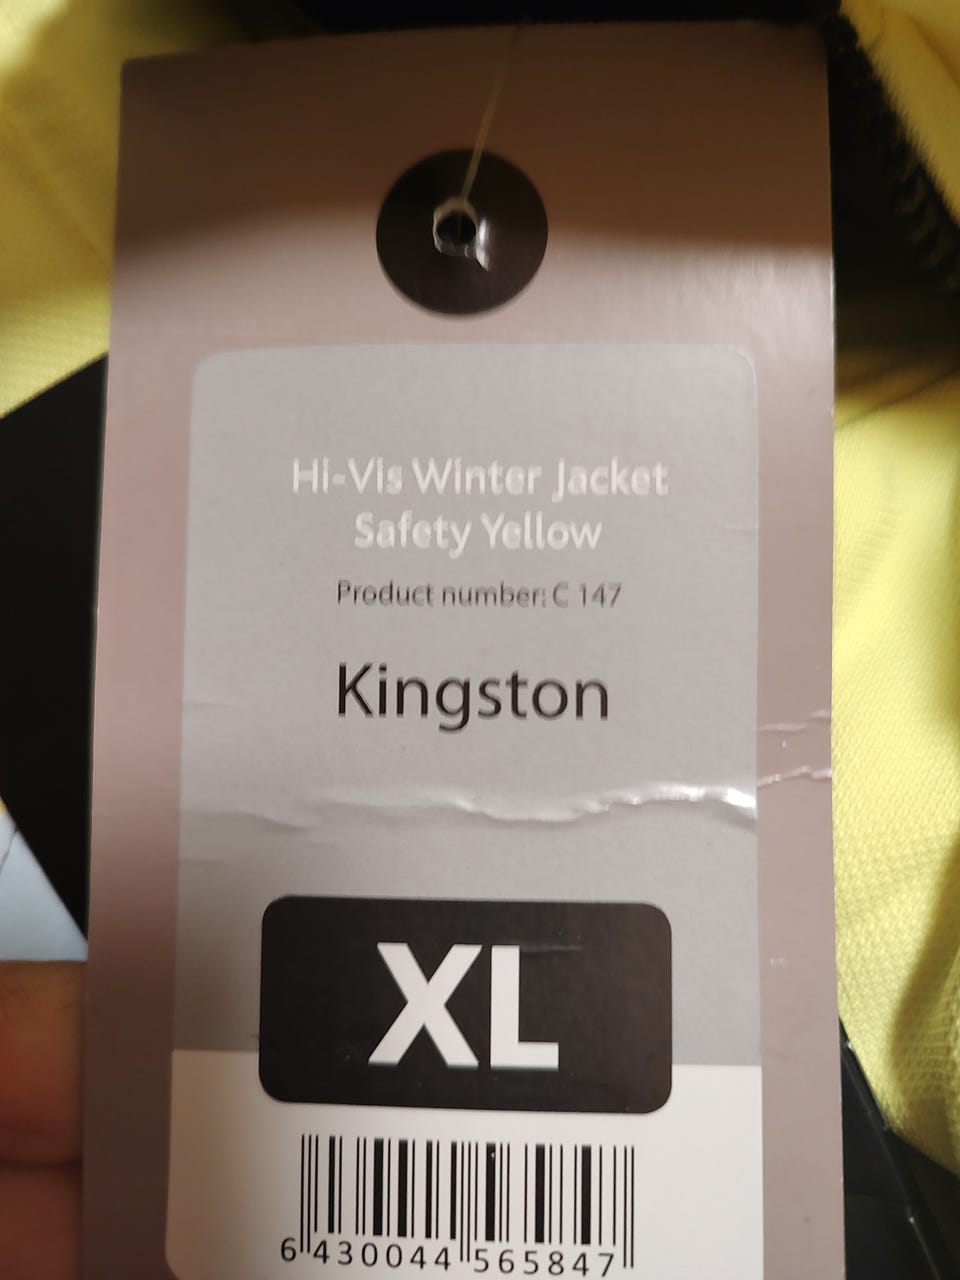 Hi-Vis Winter Jacket
Safety Yellow
Product number: C 147
Kingston
XL
6 430044 565847